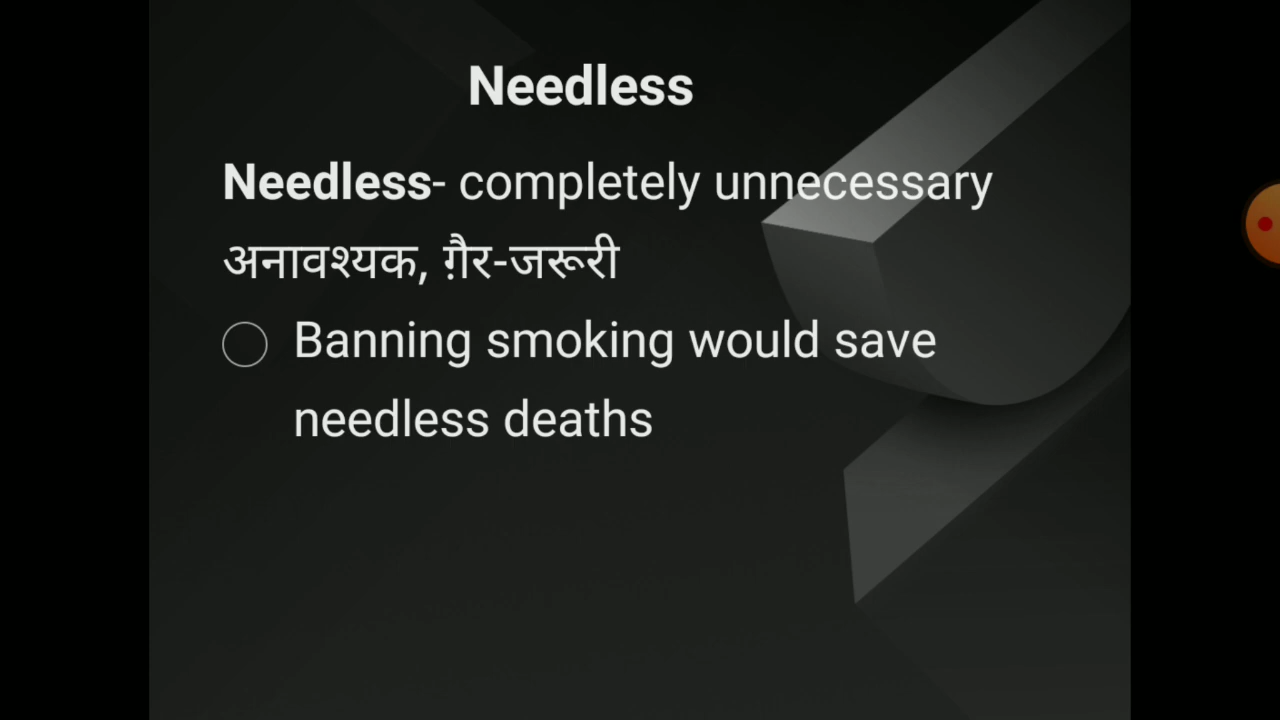 Needless
Needless- completely unnecessary
अनावश्यक, ग़ैर-जरूरी
Banning smoking would save
needless deaths